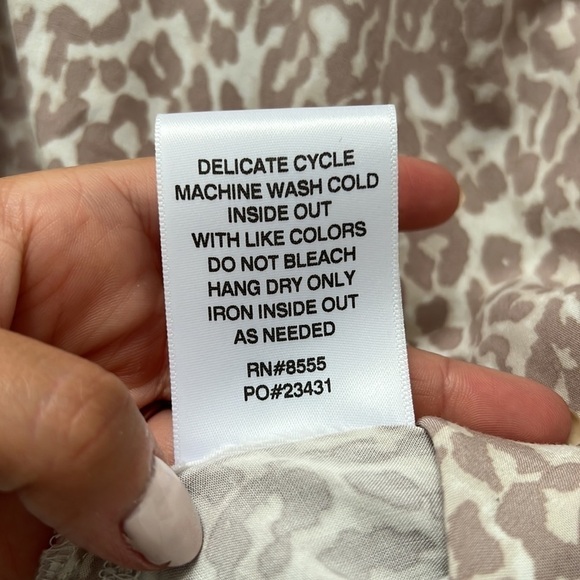 DELICATE CYCLE
MACHINE WASH COLD
INSIDE OUT
WITH LIKE COLORS
DO NOT BLEACH
HANG DRY ONLY
IRON INSIDE OUT
AS NEEDED
RN#8555
PO#23431